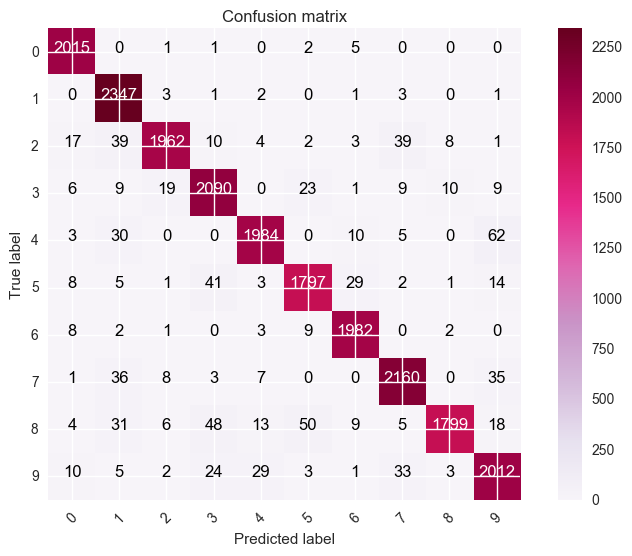 Confusion matrix
0 2015 0 1 1 0 2 5 0 0 0
1 0 2347 3 1 2 0 1 3 0 1
2 17 39 1962 10 4 2 3 39 8 1
3 6 9 19 2090 0 23 1 9 10 9
4 3 30 0 0 1984 0 10 5 0 62
5 8 5 1 41 3 1797 29 2 1 14
6 8 2 1 0 3 9 1982 0 2 0
7 1 36 8 3 7 0 0 2160 0 35
8 4 31 6 48 13 50 9 5 1799 18
9 10 5 2 24 29 3 1 33 3 2012
0 1 2 3 4 5 6 7 8 9
True label
Predicted label
2250
2000
1750
1500
1250
1000
750
500
250
0